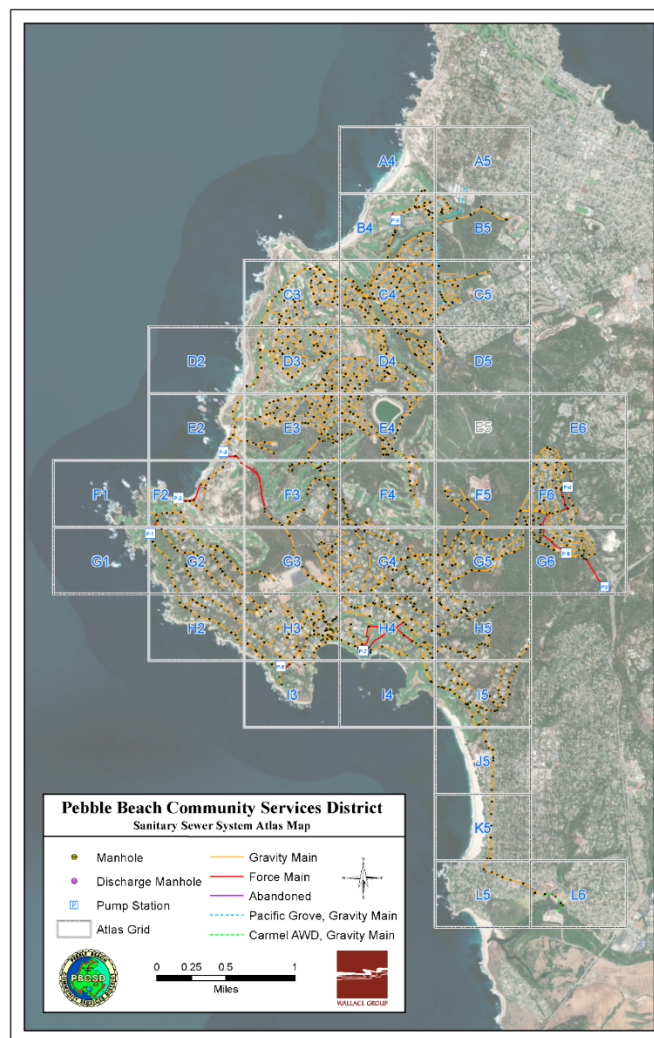 A4 A5
B4 B5
C3 C4 C5
D2 D3 D4 D5
E2 E3 E4 E5 E6
F1 F2 F3 F4 F5 F6
G1 G2 G3 G4 G5 G6
H2 H3 H4 H5
I3 I4 I5
J5
K5
L5 L6
Pebble Beach Community Services District
Sanitary Sewer System Atlas Map
Manhole
Discharge Manhole
P Pump Station
Atlas Grid
Gravity Main
Force Main
Abandoned
Pacific Grove, Gravity Main
Carmel AWD, Gravity Main
0 0.25 0.5 1
Miles
PBCSD
WALLACE GROUP